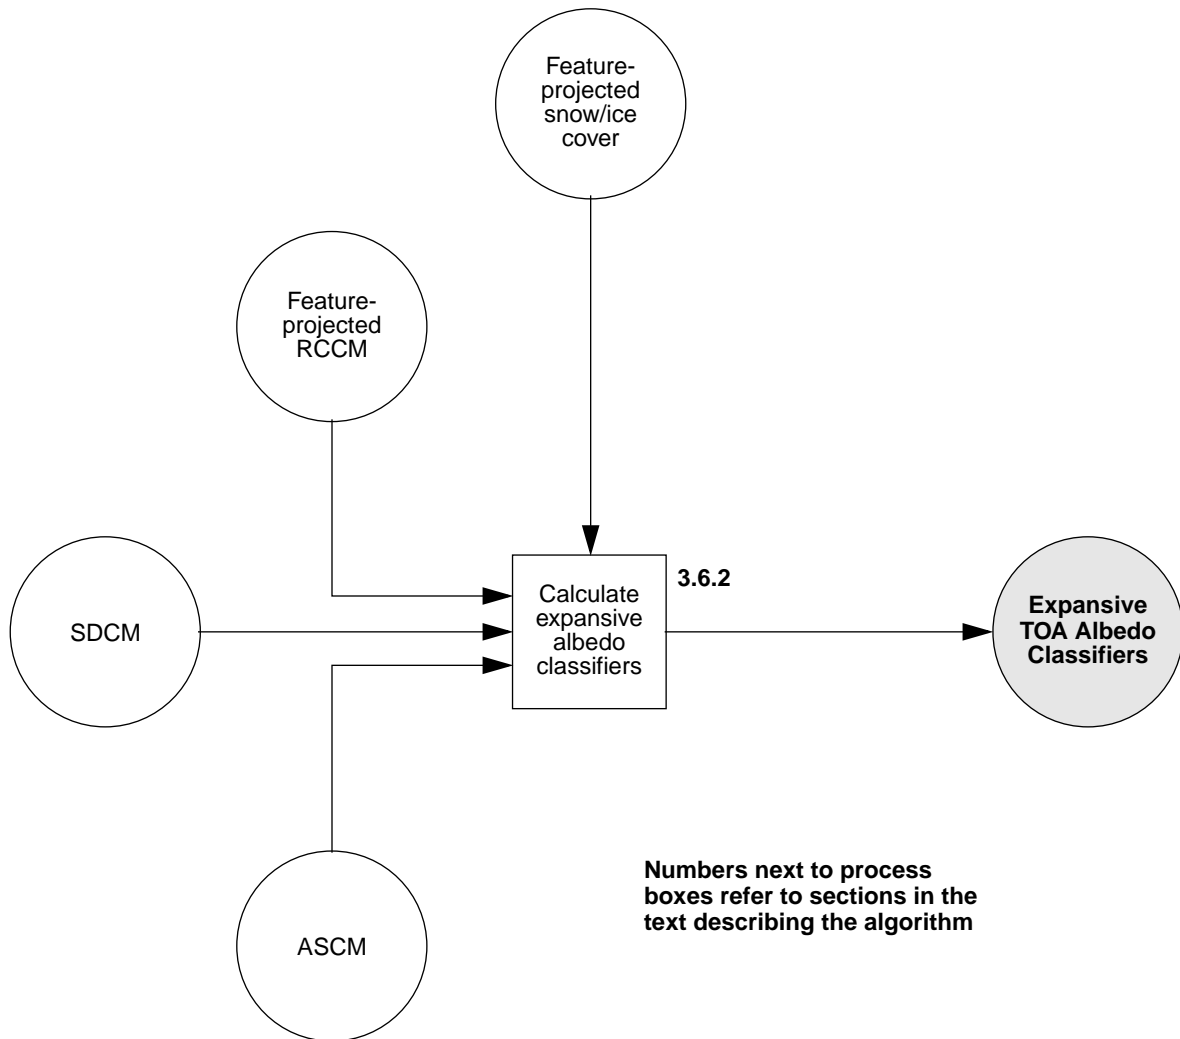 Feature-
projected
snow/ice
cover
Feature-
projected
RCCM
SDCM
Calculate
expansive
albedo
classifiers
3.6.2
Expansive
TOA Albedo
Classifiers
ASCM
Numbers next to process
boxes refer to sections in the
text describing the algorithm